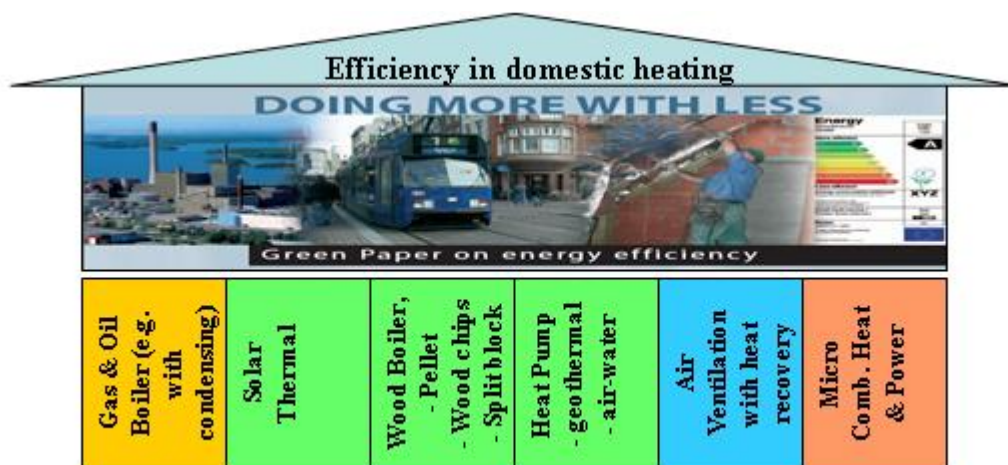 Efficiency in domestic heating
DOING MORE WITH LESS
Energy
A
XYZ
Green Paper on energy efficiency
Gas & Oil
Boiler (e.g.
with
condensing)
Solar
Thermal
Wood Boiler,
- Pellet
- Wood chips
- Splitblock
Heat Pump
- geothermal
- air-water
Air
Ventilation
with heat
recovery
Micro
Comb. Heat
& Power